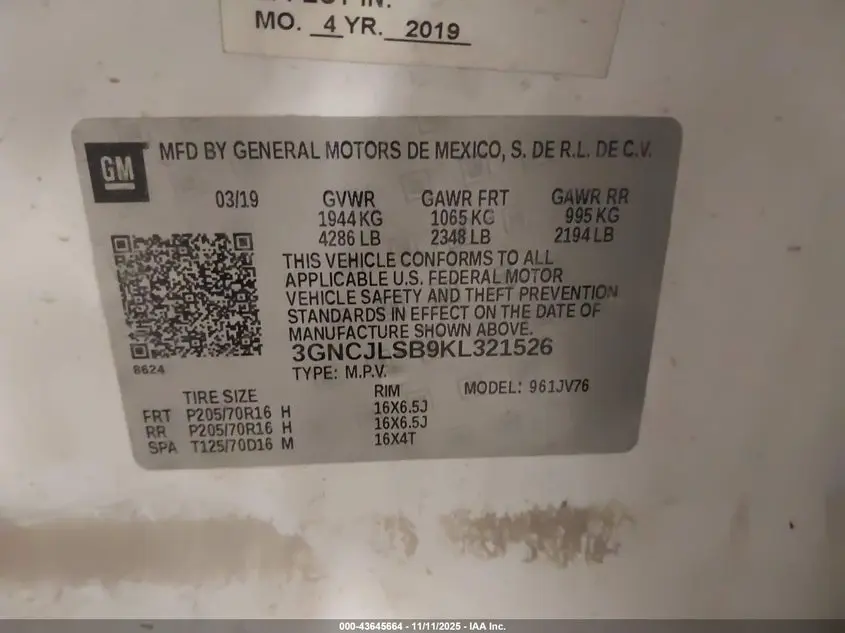 MO. 4 YR. 2019
GM
MFD BY GENERAL MOTORS DE MEXICO, S. DE R.L. DE C.V.
03/19 GVWR GAWR FRT GAWR RR
1944 KG 1065 KG 995 KG
4286 LB 2348 LB 2194 LB
THIS VEHICLE CONFORMS TO ALL
APPLICABLE U.S. FEDERAL MOTOR
VEHICLE SAFETY AND THEFT PREVENTION
STANDARDS IN EFFECT ON THE DATE OF
MANUFACTURE SHOWN ABOVE.
3GNCJLSB9KL321526
8624
TYPE: M.P.V.
TIRE SIZE RIM MODEL: 961JV76
FRT P205/70R16 H 16X6.5J
RR P205/70R16 H 16X6.5J
SPA T125/70D16 M 16X4T
000-43645664 - 11/11/2025 - IAA Inc.